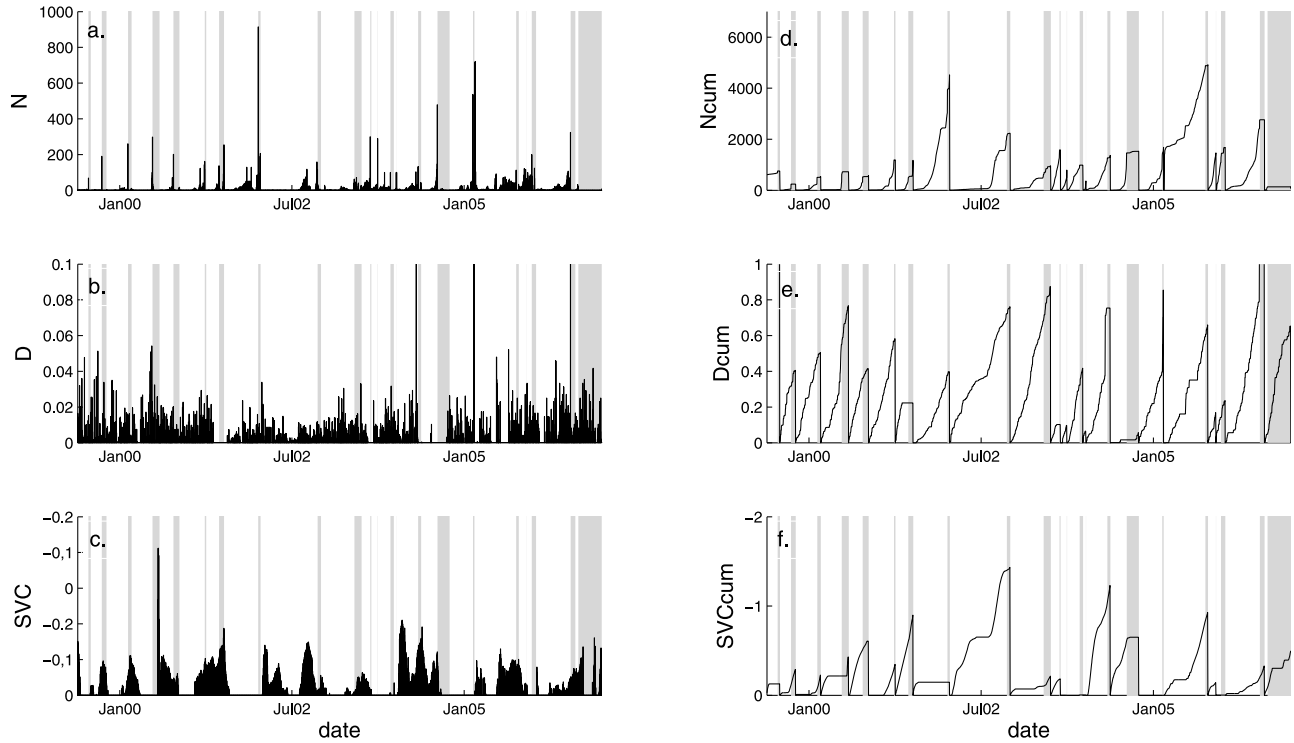 a.
1000
800
600
400
200
0
N
Jan00 Jul02 Jan05
b.
0.1
0.08
0.06
0.04
0.02
0
D
Jan00 Jul02 Jan05
c.
−0.2
−0,1
0
−0.2
−0.1
0
SVC
Jan00 Jul02 Jan05
date
d.
6000
4000
2000
0
Ncum
Jan00 Jul02 Jan05
e.
1
0.8
0.6
0.4
0.2
0
Dcum
Jan00 Jul02 Jan05
f.
−2
−1
0
SVCcum
Jan00 Jul02 Jan05
date